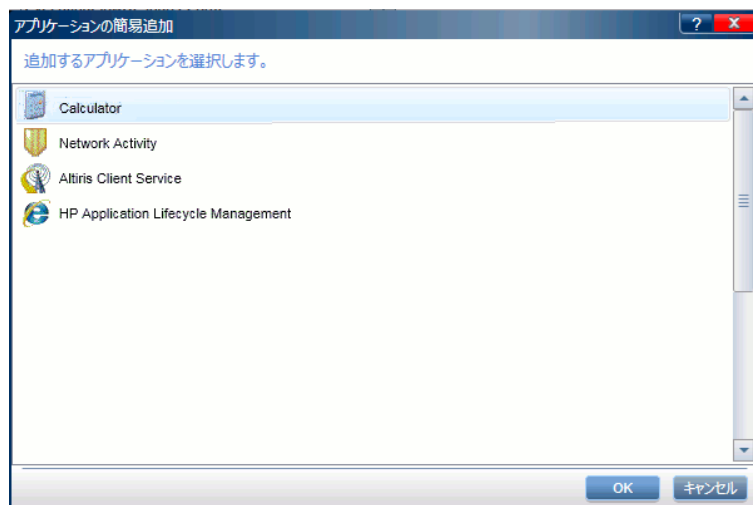 アプリケーションの簡易追加
?
X
追加するアプリケーションを選択します。
Calculator
Network Activity
Altiris Client Service
HP Application Lifecycle Management
OK
キャンセル